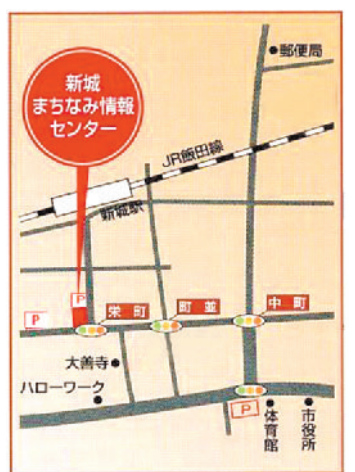 郵便局
新城
まちなみ情報
センター
JR飯田線
新城駅
P
P
栄町
町並
中町
大善寺
ハローワーク
P
体育館
市役所